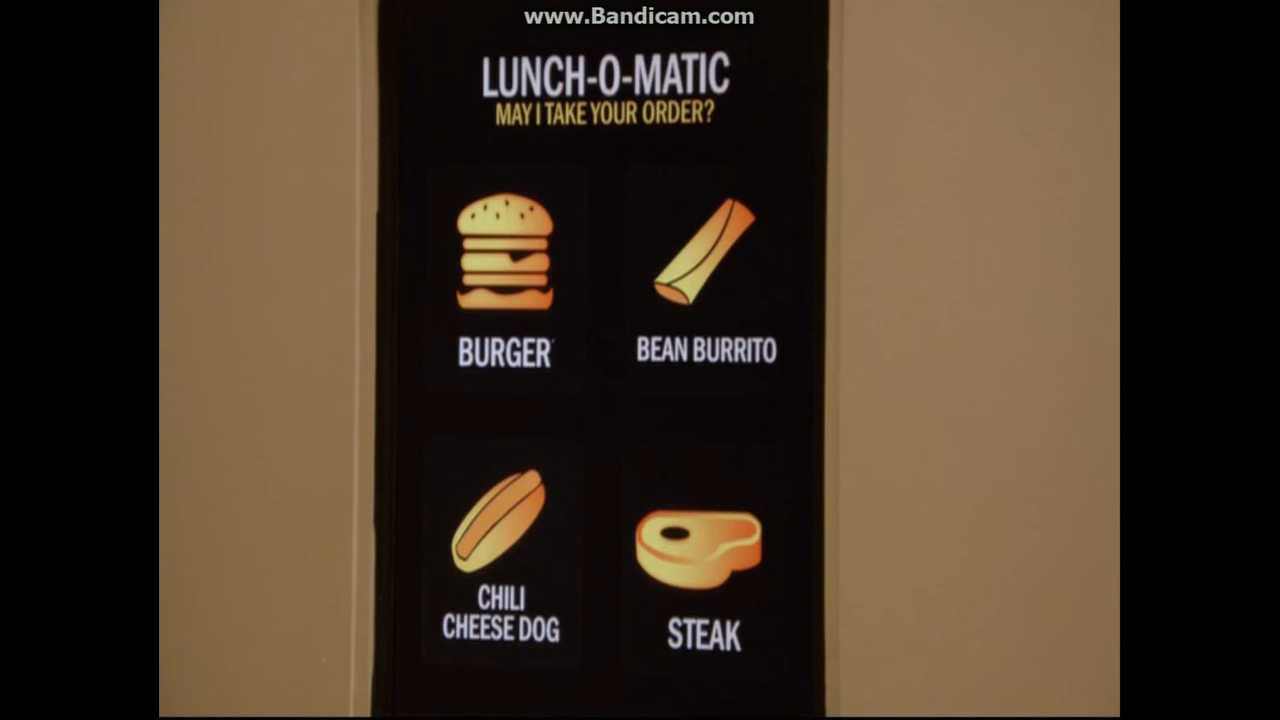 www.Bandicam.com
LUNCH-O-MATIC
MAY I TAKE YOUR ORDER?
BURGER
BEAN BURRITO
CHILI
CHEESE DOG
STEAK